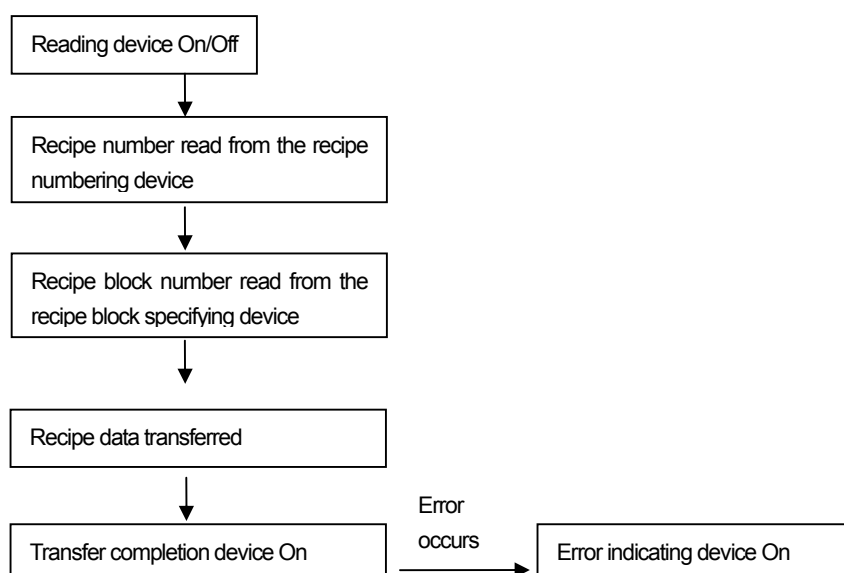 Reading device On/Off
Recipe number read from the recipe
numbering device
Recipe block number read from the
recipe block specifying device
Recipe data transferred
Transfer completion device On
Error
occurs
Error indicating device On